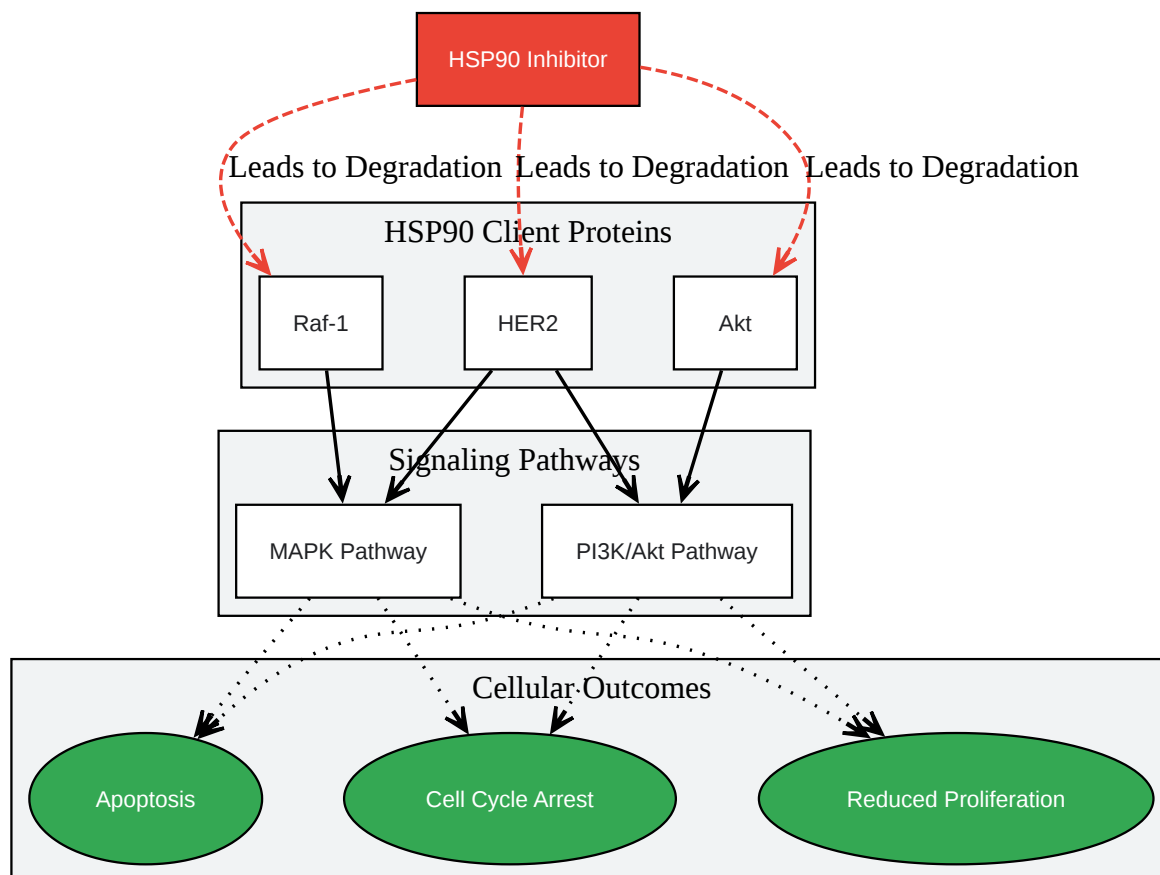 HSP90 Inhibitor
Leads to Degradation
Leads to Degradation
Leads to Degradation
HSP90 Client Proteins
Raf-1
HER2
Akt
Signaling Pathways
MAPK Pathway
PI3K/Akt Pathway
Cellular Outcomes
Apoptosis
Cell Cycle Arrest
Reduced Proliferation